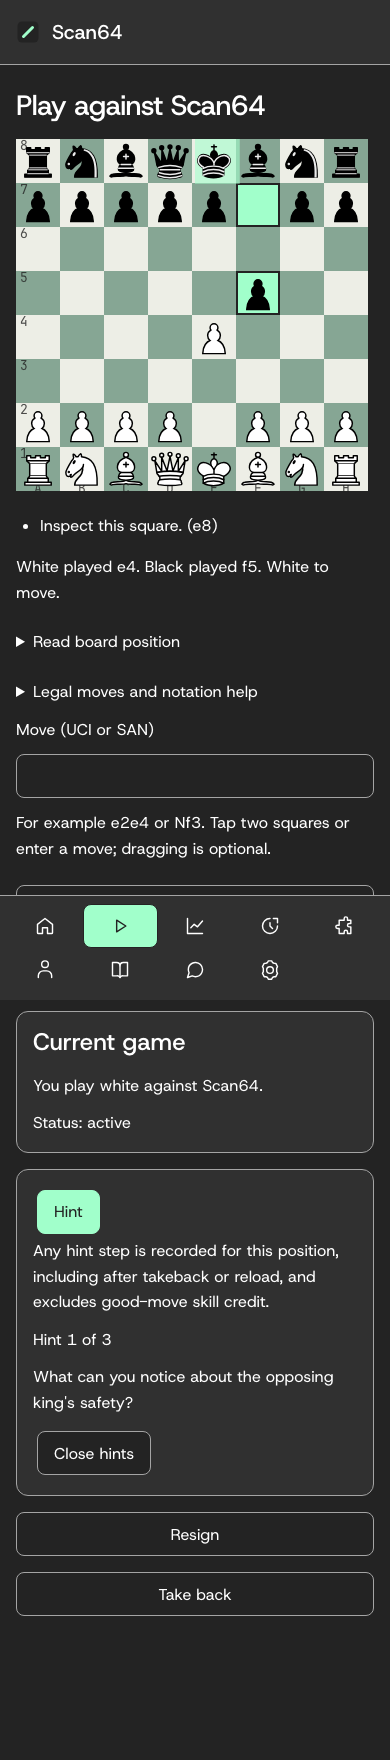 Scan64
Play against Scan64
8
7
6
5
4
3
2
1
A B C D E F G H
Inspect this square. (e8)
White played e4. Black played f5. White to
move.
Read board position
Legal moves and notation help
Move (UCI or SAN)
For example e2e4 or Nf3. Tap two squares or
enter a move; dragging is optional.
Current game
You play white against Scan64.
Status: active
Hint
Any hint step is recorded for this position,
including after takeback or reload, and
excludes good-move skill credit.
Hint 1 of 3
What can you notice about the opposing
king's safety?
Close hints
Resign
Take back